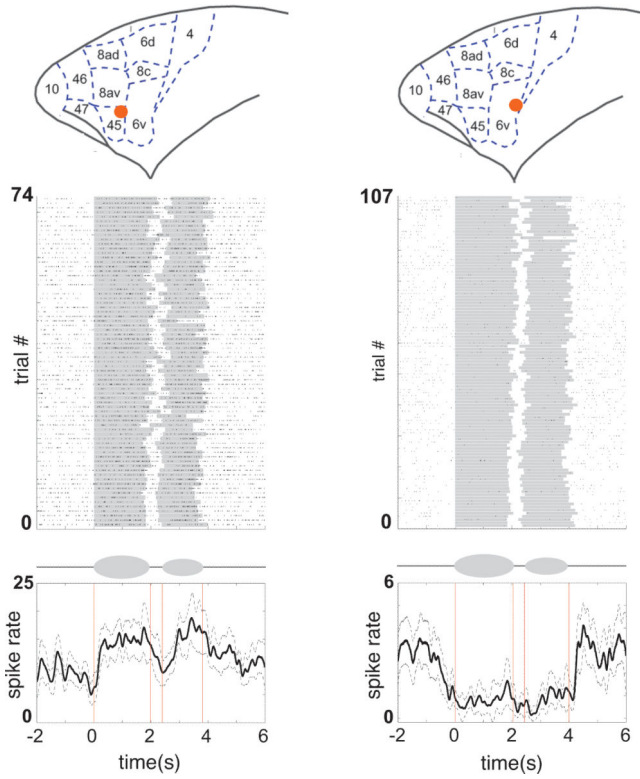 6d
4
8ad
8c
46
10
8av
47
45
6v
74
trial #
0
25
spike rate
0
-2 0 2 4 6
time(s)
6d
4
8ad
8c
46
10
8av
47
45
6v
107
trial #
0
6
spike rate
0
-2 0 2 4 6
time(s)